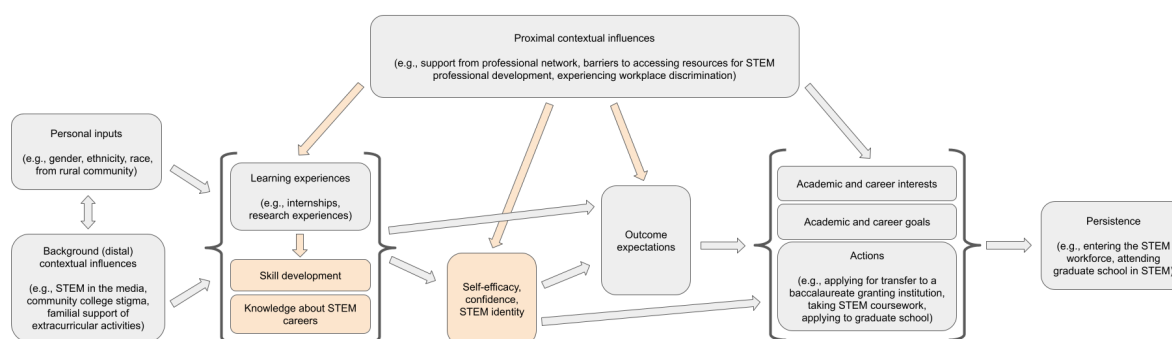 Proximal contextual influences
(e.g., support from professional network, barriers to accessing resources for STEM
professional development, experiencing workplace discrimination)
Personal inputs
(e.g., gender, ethnicity, race,
from rural community)
Background (distal)
contextual influences
(e.g., STEM in the media,
community college stigma,
familial support of
extracurricular activities)
Learning experiences
(e.g., internships,
research experiences)
Skill development
Knowledge about STEM
careers
Self-efficacy,
confidence,
STEM identity
Outcome
expectations
Academic and career interests
Academic and career goals
Actions
(e.g., applying for transfer to a
baccalaureate granting institution,
taking STEM coursework,
applying to graduate school)
Persistence
(e.g., entering the STEM
workforce, attending
graduate school in STEM)